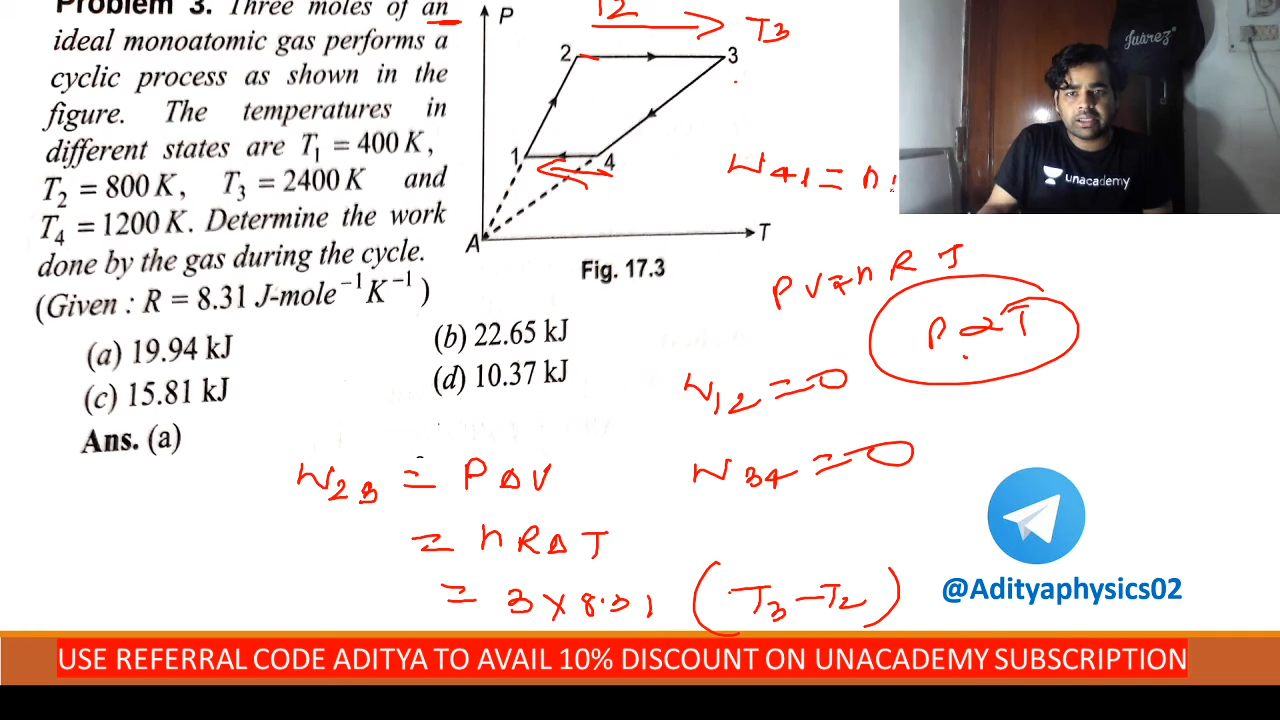 Problem 3. Three moles of an
ideal monoatomic gas performs a
cyclic process as shown in the
figure. The temperatures in
different states are T₁ = 400 K,
T₂ = 800 K, T₃ = 2400 K and
T₄ = 1200 K. Determine the work
done by the gas during the cycle.
(Given : R = 8.31 J-mole⁻¹K⁻¹)
(a) 19.94 kJ
(b) 22.65 kJ
(c) 15.81 kJ
(d) 10.37 kJ
Ans. (a)
P
2
3
1
4
A
T
Fig. 17.3
T2
T3
W41 = n
PV = nRT
P ∝ T
W12 = 0
W34 = 0
W23 = PΔV
= nRΔT
= 3 × 8.31 (T3 - T2)
Juárez
unacademy
@Adityaphysics02
USE REFERRAL CODE ADITYA TO AVAIL 10% DISCOUNT ON UNACADEMY SUBSCRIPTION